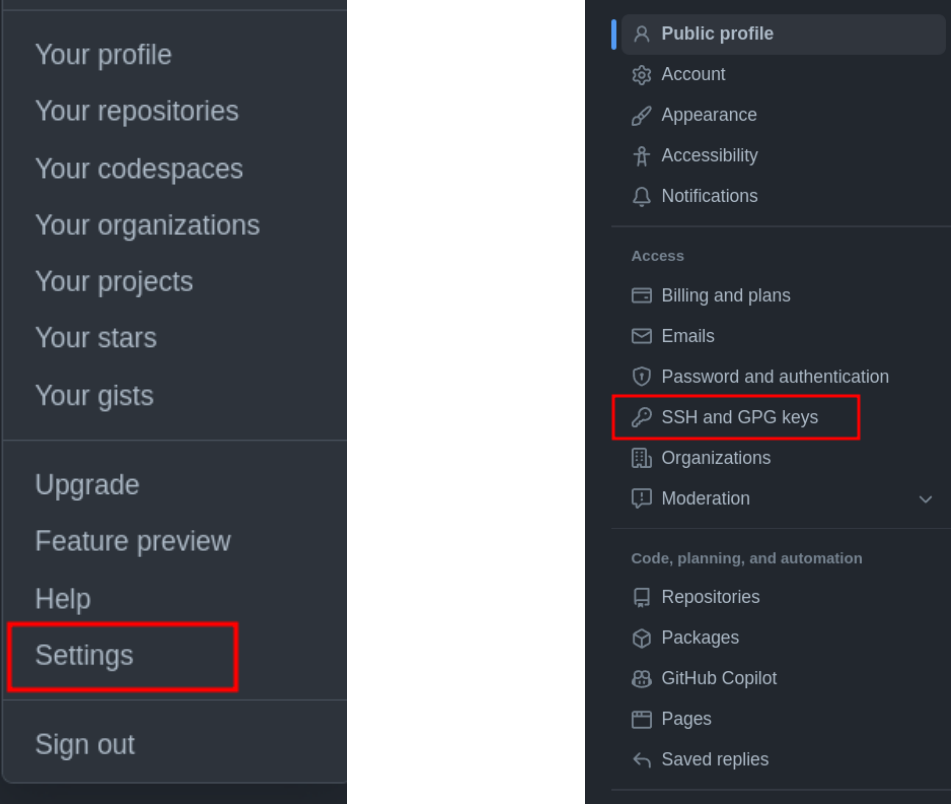 Your profile
Your repositories
Your codespaces
Your organizations
Your projects
Your stars
Your gists
Upgrade
Feature preview
Help
Settings
Sign out
Public profile
Account
Appearance
Accessibility
Notifications
Access
Billing and plans
Emails
Password and authentication
SSH and GPG keys
Organizations
Moderation
Code, planning, and automation
Repositories
Packages
GitHub Copilot
Pages
Saved replies